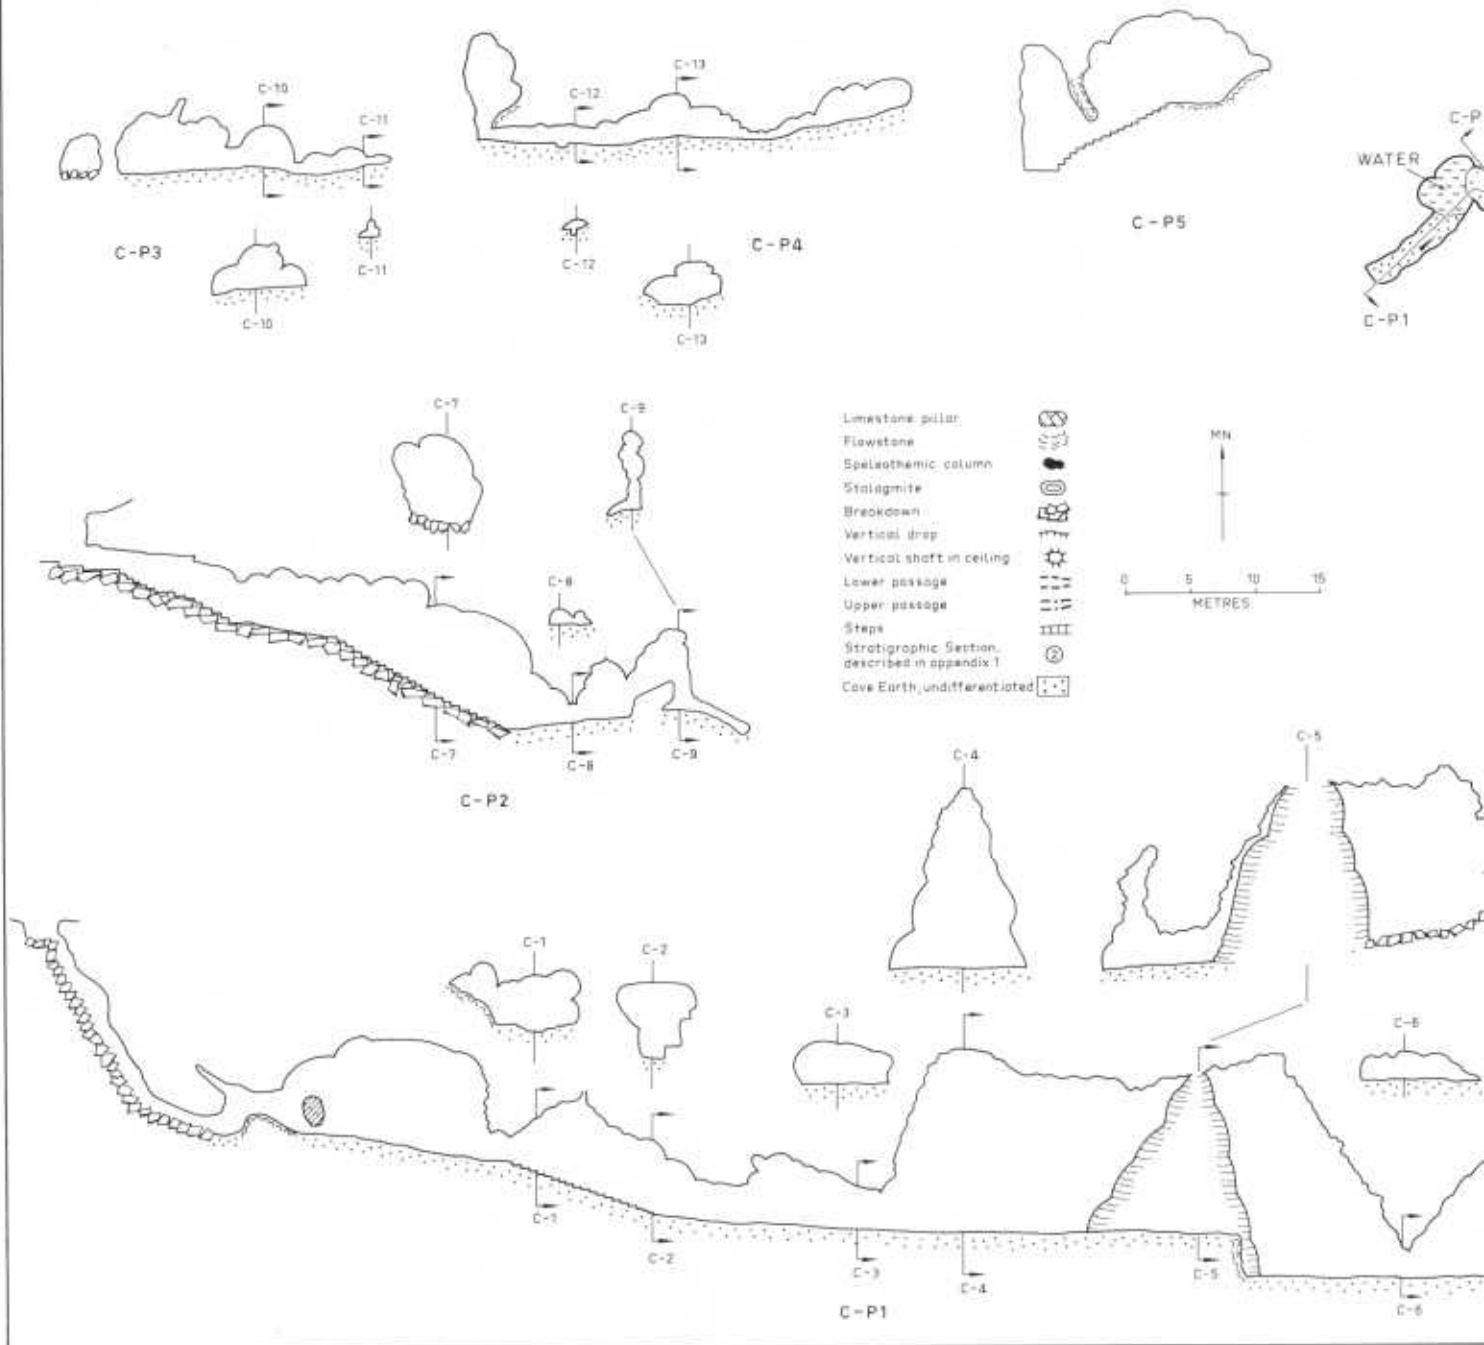 C-10
C-11
C-12
C-13
C-P
WATER
C-P3
C-10
C-11
C-12
C-P4
C-13
C-P5
C-P1
C-7
C-9
C-8
C-7
C-8
C-9
C-P2
Limestone pillar
Flowstone
Speleothemic column
Stalagmite
Breakdown
Vertical drop
Vertical shaft in ceiling
Lower passage
Upper passage
Steps
Stratigraphic Section,
described in appendix 1
2
Cave Earth, undifferentiated
MN
0 5 10 15
METRES
C-4
C-5
C-1
C-2
C-3
C-6
C-1
C-2
C-3
C-4
C-5
C-6
C-P1